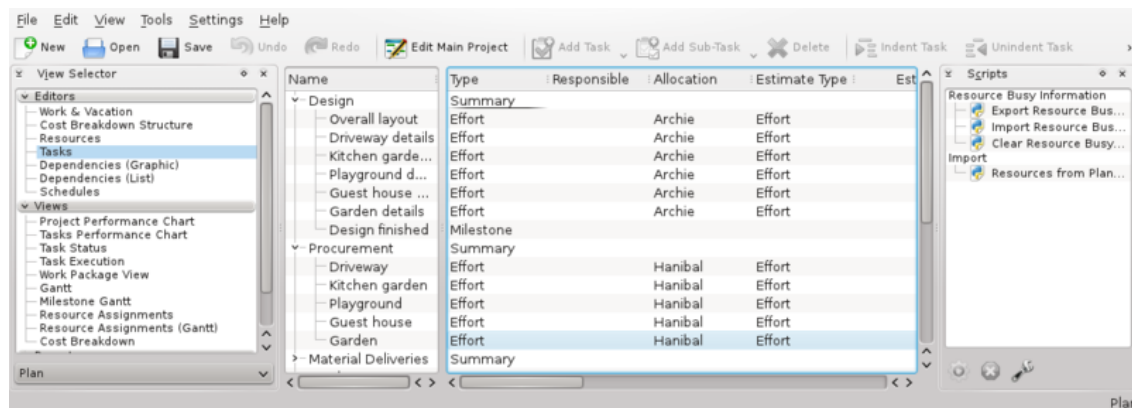 File Edit View Tools Settings Help
New Open Save Undo Redo Edit Main Project Add Task Add Sub-Task Delete Indent Task Unindent Task
View Selector
Editors
Work & Vacation
Cost Breakdown Structure
Resources
Tasks
Dependencies (Graphic)
Dependencies (List)
Schedules
Views
Project Performance Chart
Tasks Performance Chart
Task Status
Task Execution
Work Package View
Gantt
Milestone Gantt
Resource Assignments
Resource Assignments (Gantt)
Cost Breakdown
Plan
Name Type Responsible Allocation Estimate Type Est
Design Summary
Overall layout Effort Archie Effort
Driveway details Effort Archie Effort
Kitchen garde... Effort Archie Effort
Playground d... Effort Archie Effort
Guest house ... Effort Archie Effort
Garden details Effort Archie Effort
Design finished Milestone
Procurement Summary
Driveway Effort Hanibal Effort
Kitchen garden Effort Hanibal Effort
Playground Effort Hanibal Effort
Guest house Effort Hanibal Effort
Garden Effort Hanibal Effort
Material Deliveries Summary
Scripts
Resource Busy Information
Export Resource Bus...
Import Resource Bus...
Clear Resource Busy...
Import
Resources from Plan...
Plan